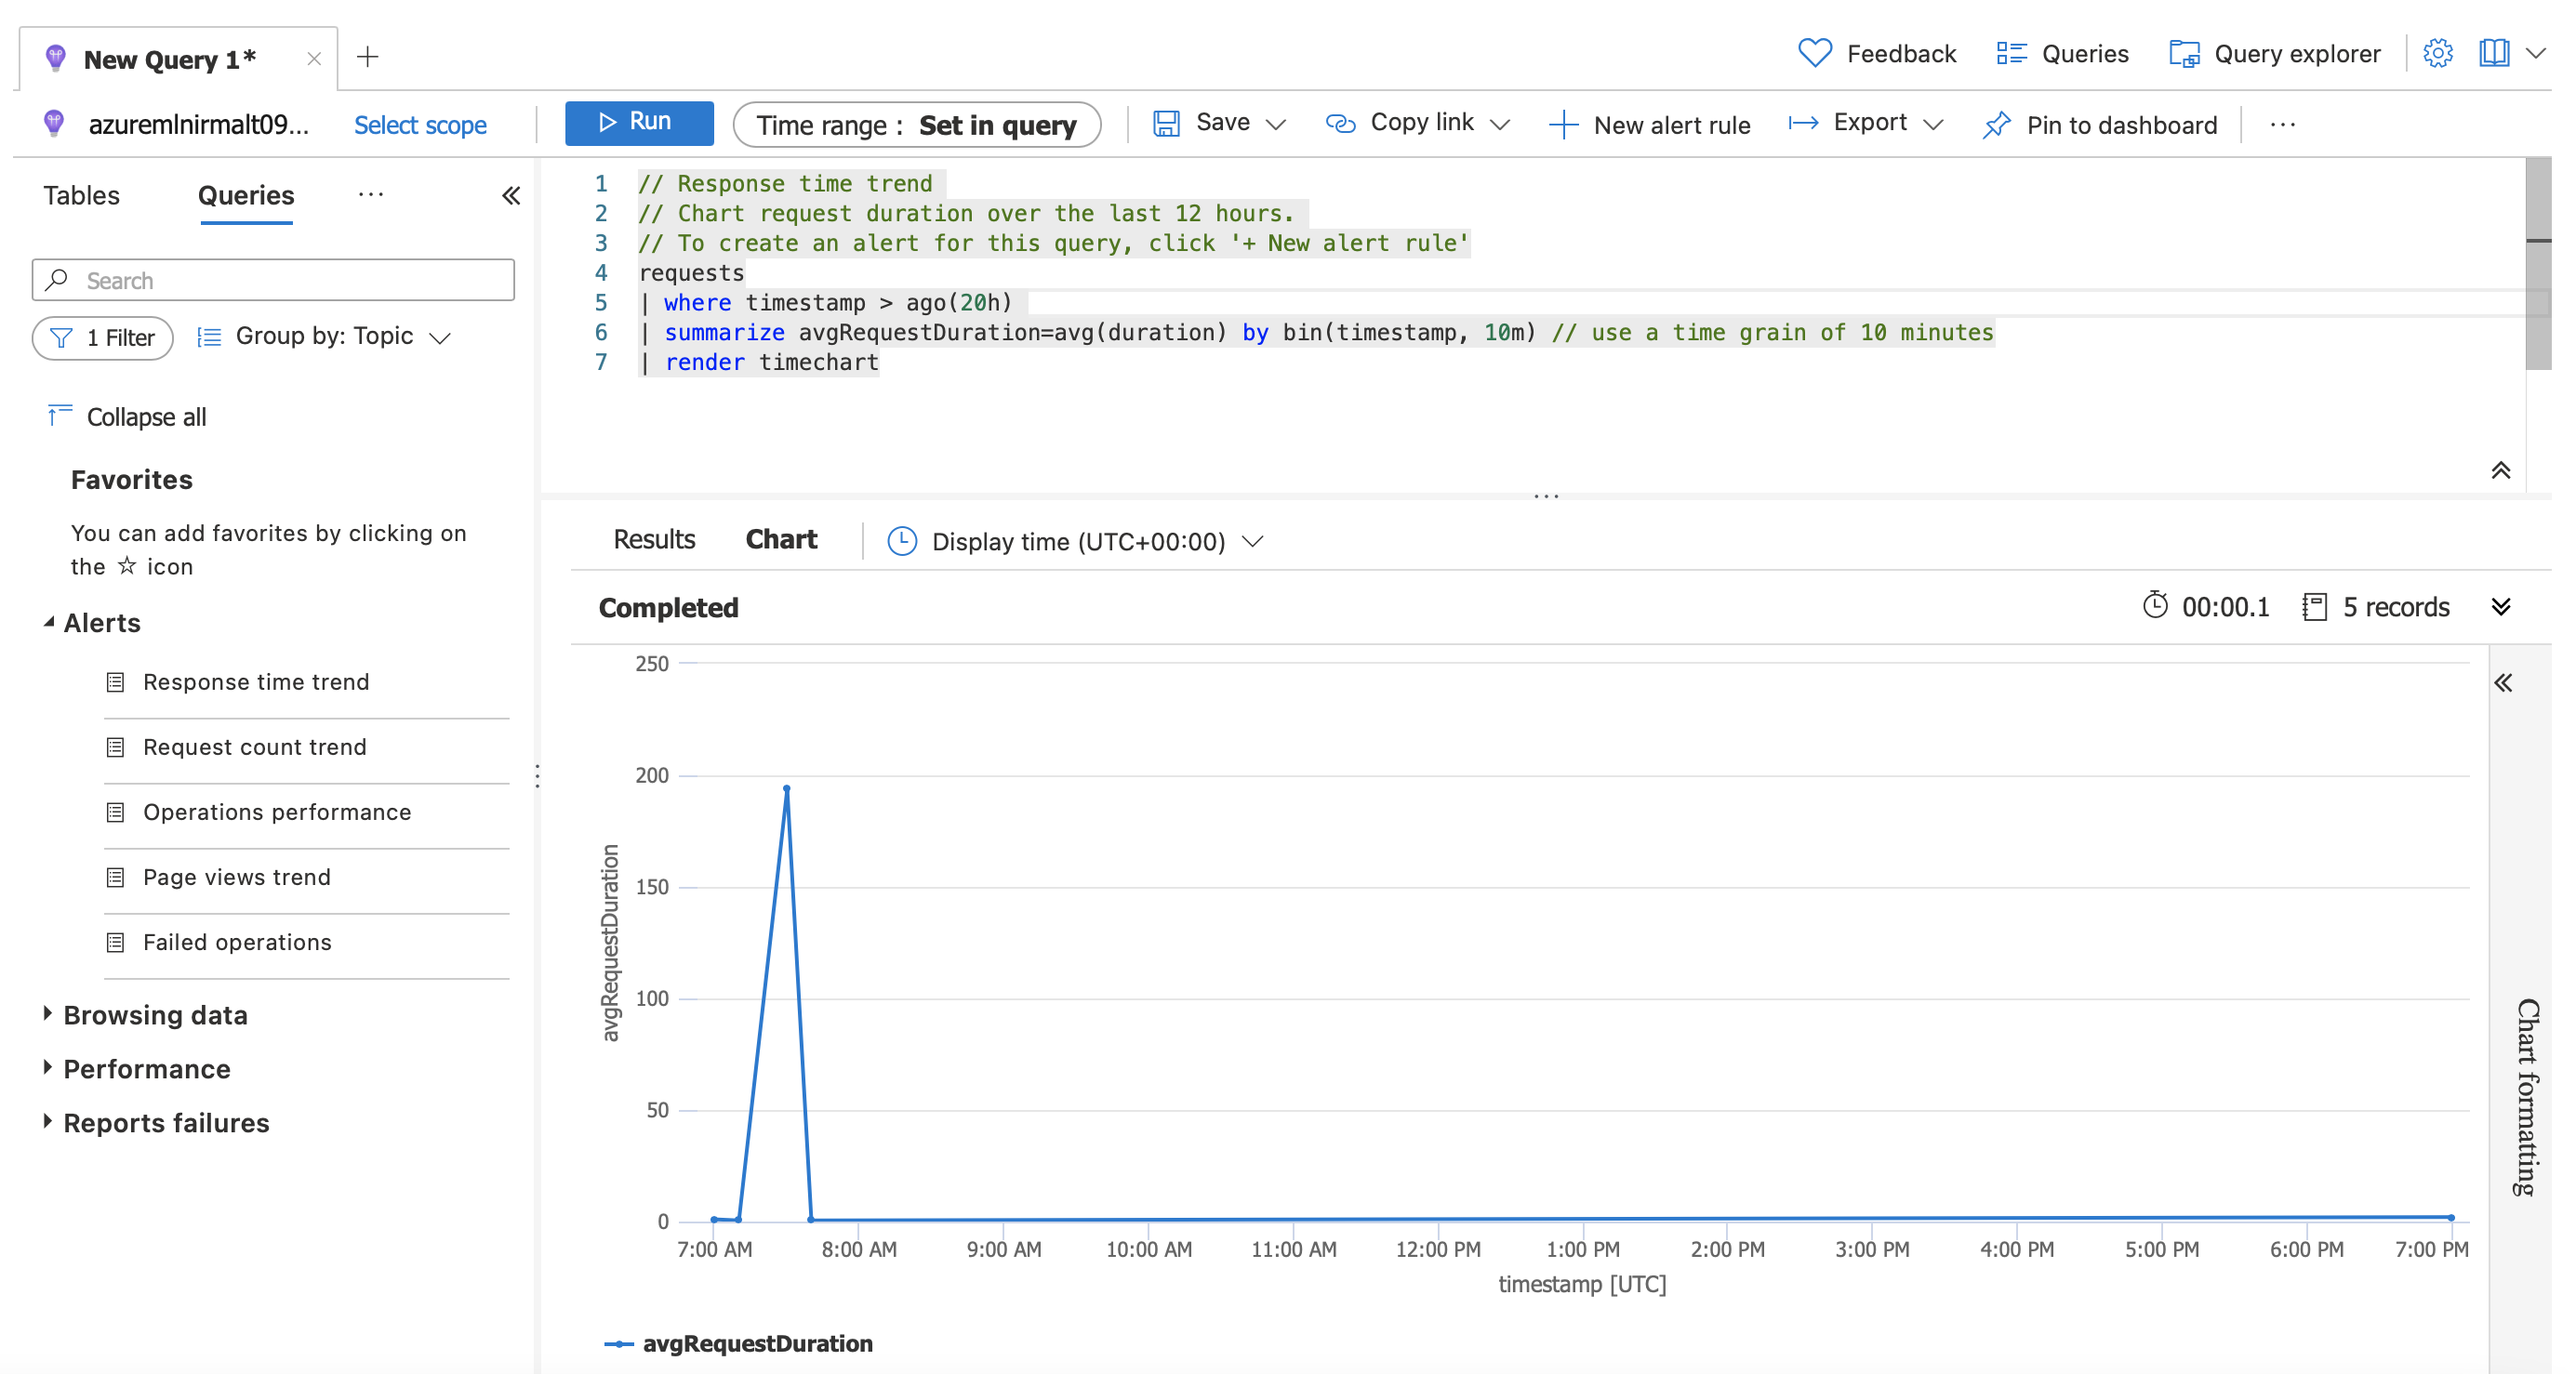 New Query 1*
Feedback
Queries
Query explorer
azuremlnirmalt09...
Select scope
Run
Time range : Set in query
Save
Copy link
New alert rule
Export
Pin to dashboard
Tables
Queries
Search
1 Filter
Group by: Topic
Collapse all
Favorites
You can add favorites by clicking on
the ☆ icon
Alerts
Response time trend
Request count trend
Operations performance
Page views trend
Failed operations
Browsing data
Performance
Reports failures
1 // Response time trend
2 // Chart request duration over the last 12 hours.
3 // To create an alert for this query, click '+ New alert rule'
4 requests
5 | where timestamp > ago(20h)
6 | summarize avgRequestDuration=avg(duration) by bin(timestamp, 10m) // use a time grain of 10 minutes
7 | render timechart
Results
Chart
Display time (UTC+00:00)
Completed
00:00.1
5 records
250
200
150
100
50
0
avgRequestDuration
7:00 AM 8:00 AM 9:00 AM 10:00 AM 11:00 AM 12:00 PM 1:00 PM 2:00 PM 3:00 PM 4:00 PM 5:00 PM 6:00 PM 7:00 PM
timestamp [UTC]
avgRequestDuration
Chart formatting